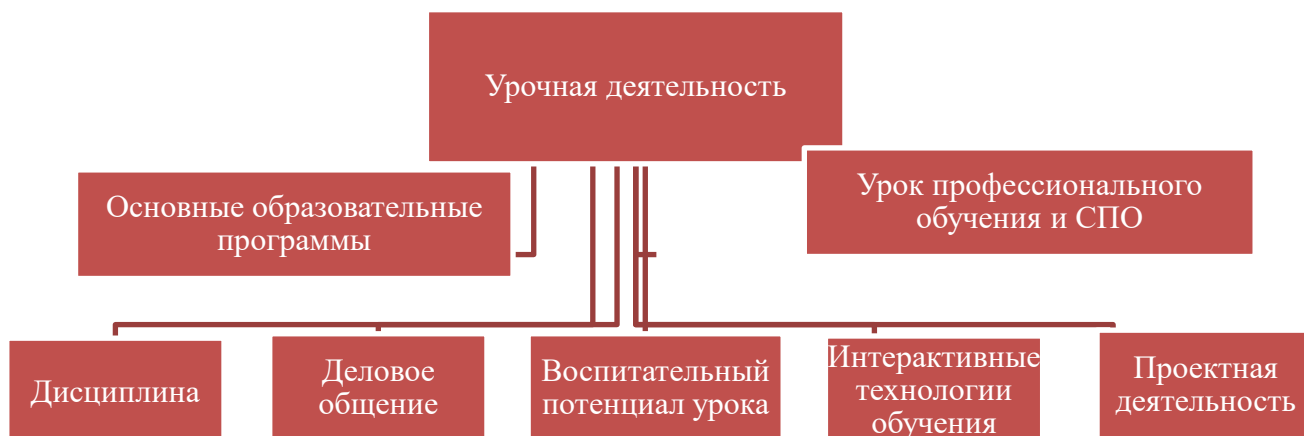 Урочная деятельность
Основные образовательные
программы
Урок профессионального
обучения и СПО
Дисциплина
Деловое
общение
Воспитательный
потенциал урока
Интерактивные
технологии
обучения
Проектная
деятельность